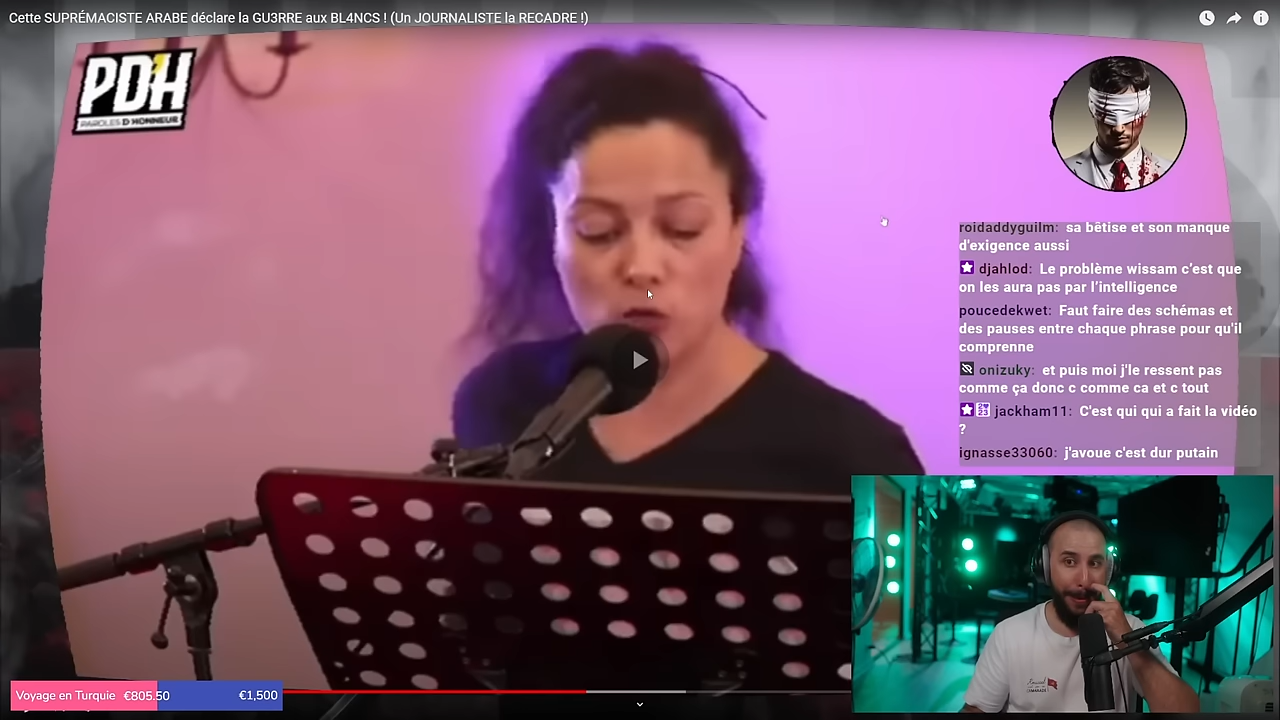 Cette SUPRÉMACISTE ARABE déclare la GU3RRE aux BL4NCS ! (Un JOURNALISTE la RECADRE !)
PDH
PAROLES D'HONNEUR
roidaddyguilm: sa bêtise et son manque
d'exigence aussi
djahlod: Le problème wissam c'est que
on les aura pas par l'intelligence
poucedekwet: Faut faire des schémas et
des pauses entre chaque phrase pour qu'il
comprenne
onizuky: et puis moi j'le ressent pas
comme ça donc c comme ca et c tout
jackham11: C'est qui qui a fait la vidéo
?
ignasse33060: j'avoue c'est dur putain
Voyage en Turquie €805.50 €1,500